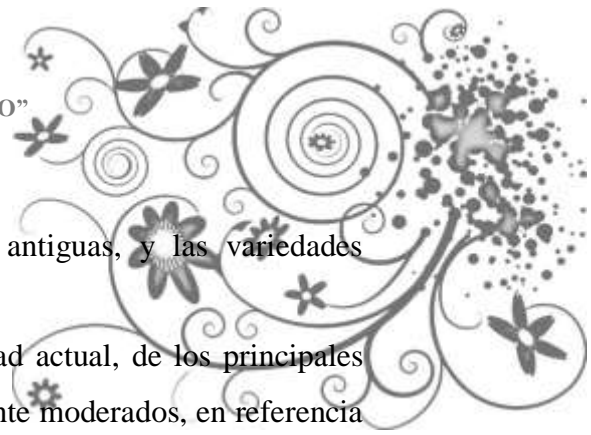 O”
antiguas, y las variedades
ad actual, de los principales
nte moderados, en referencia